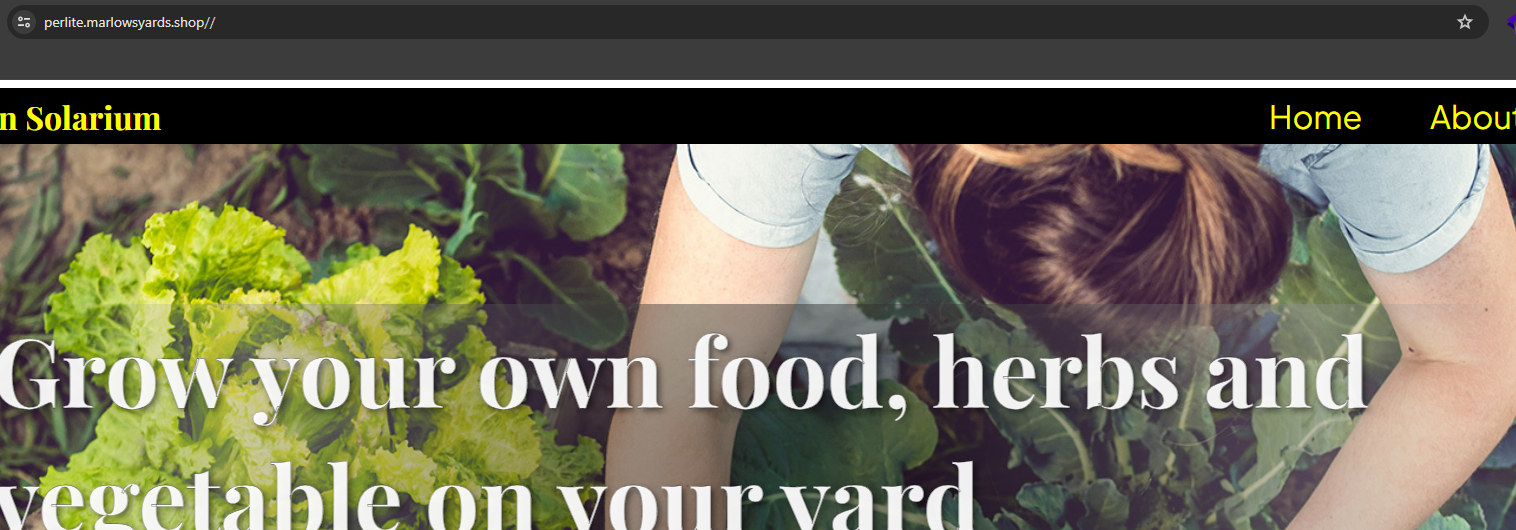 perlite.marlowsyards.shop//
n Solarium
Home About
Grow your own food, herbs and
vegetable on your yard